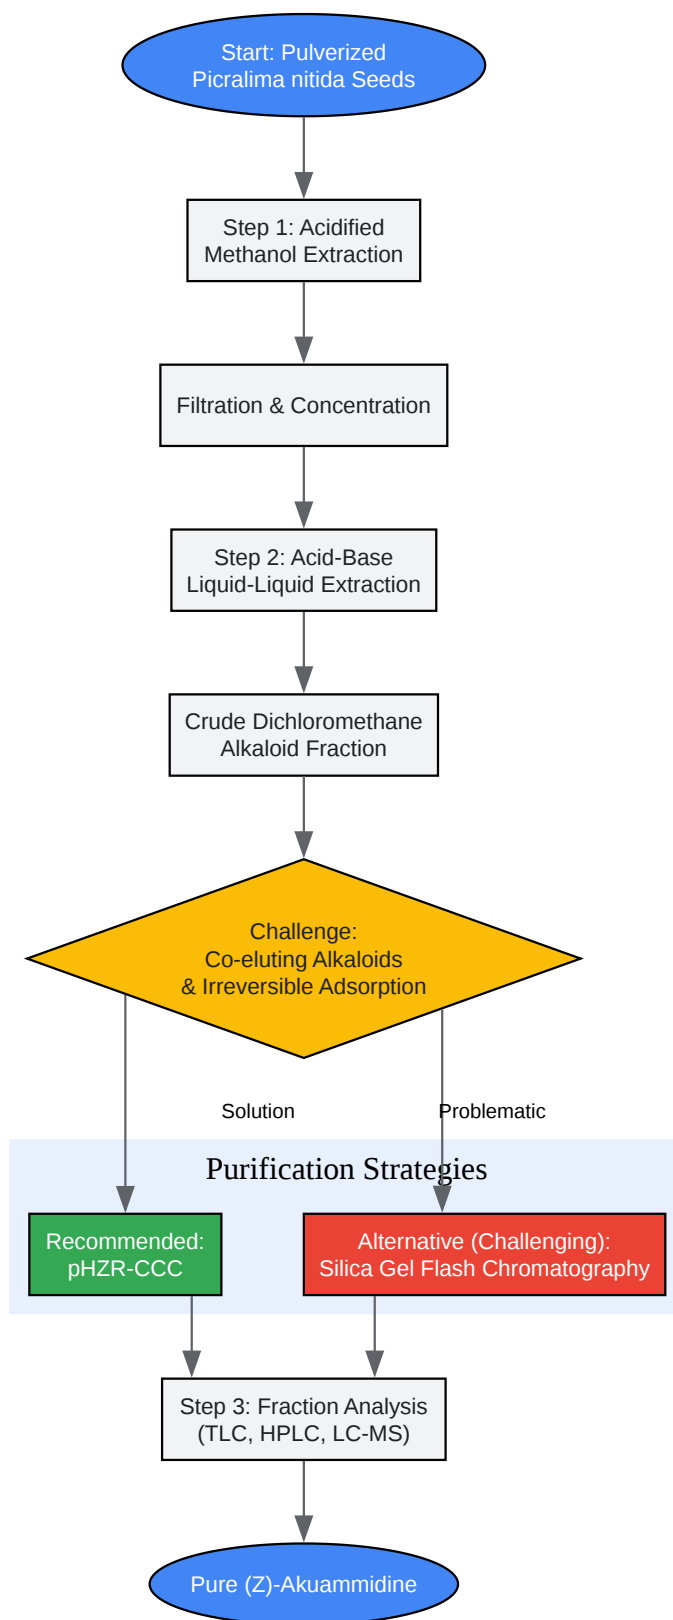 Start: Pulverized
Picralima nitida Seeds
Step 1: Acidified
Methanol Extraction
Filtration & Concentration
Step 2: Acid-Base
Liquid-Liquid Extraction
Crude Dichloromethane
Alkaloid Fraction
Challenge:
Co-eluting Alkaloids
& Irreversible Adsorption
Solution
Problematic
Purification Strategies
Recommended:
pHZR-CCC
Alternative (Challenging):
Silica Gel Flash Chromatography
Step 3: Fraction Analysis
(TLC, HPLC, LC-MS)
Pure (Z)-Akuammidine